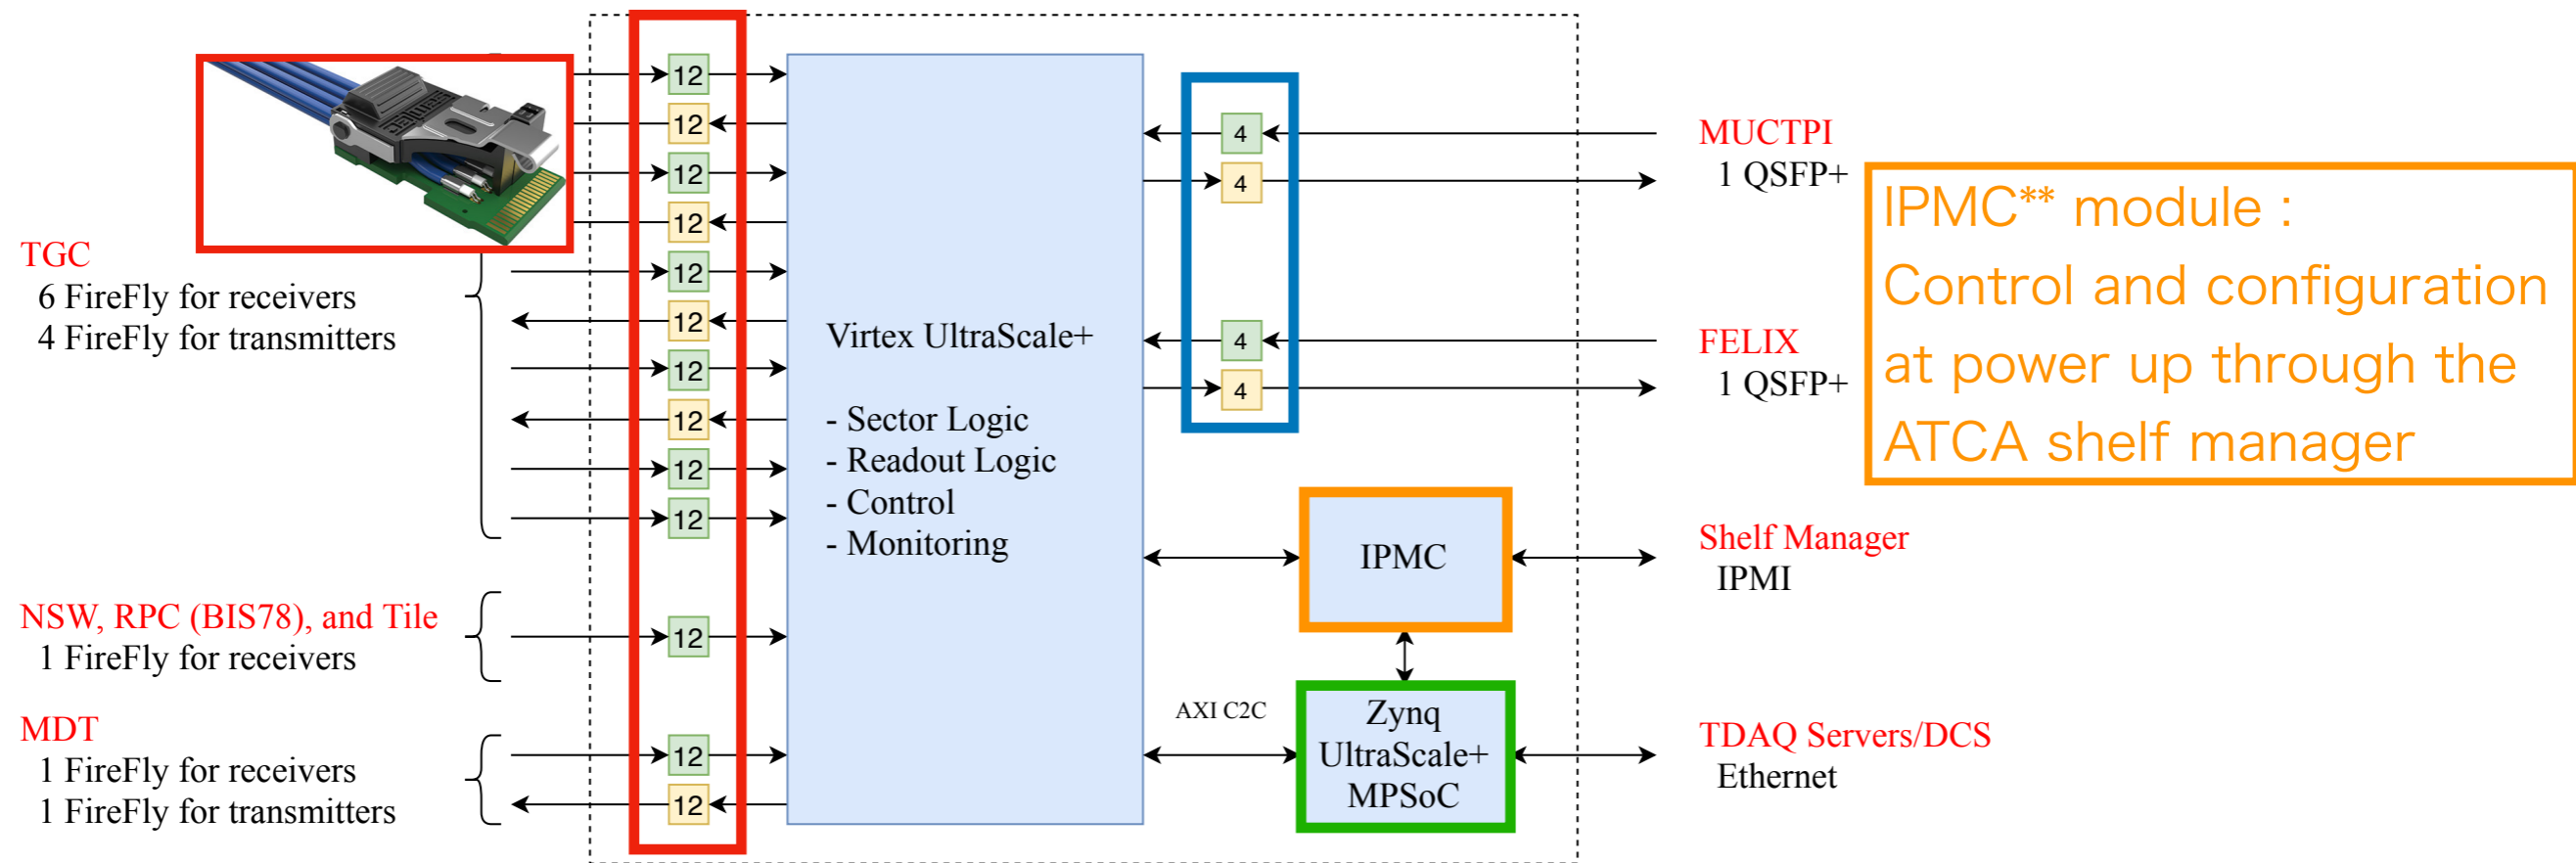 12
12
12
12
12
12
12
12
12
12
12
12
12
TGC
6 FireFly for receivers
4 FireFly for transmitters
NSW, RPC (BIS78), and Tile
1 FireFly for receivers
MDT
1 FireFly for receivers
1 FireFly for transmitters
Virtex UltraScale+
- Sector Logic
- Readout Logic
- Control
- Monitoring
4
4
4
4
MUCTPI
1 QSFP+
FELIX
1 QSFP+
IPMC** module :
Control and configuration
at power up through the
ATCA shelf manager
IPMC
Shelf Manager
IPMI
AXI C2C
Zynq
UltraScale+
MPSoC
TDAQ Servers/DCS
Ethernet